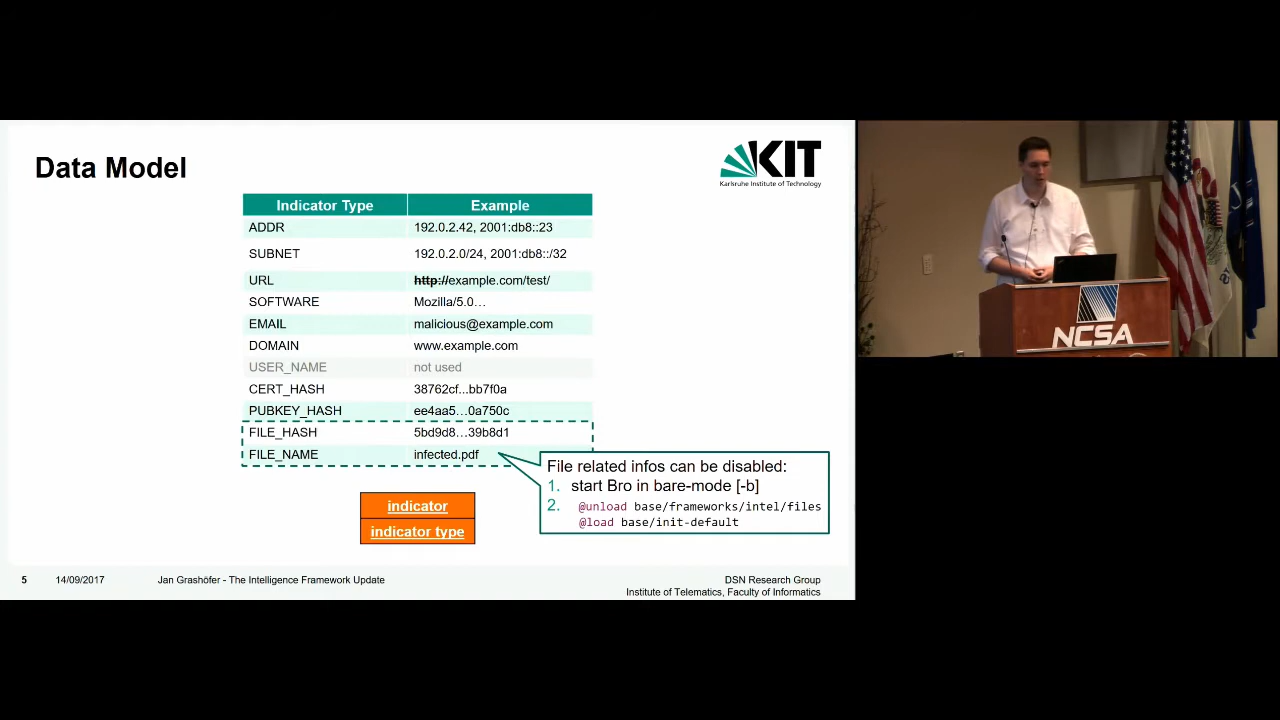 Data Model
KIT
Karlsruhe Institute of Technology
Indicator Type Example
ADDR 192.0.2.42, 2001:db8::23
SUBNET 192.0.2.0/24, 2001:db8::/32
URL http://example.com/test/
SOFTWARE Mozilla/5.0…
EMAIL malicious@example.com
DOMAIN www.example.com
USER_NAME not used
CERT_HASH 38762cf...bb7f0a
PUBKEY_HASH ee4aa5…0a750c
FILE_HASH 5bd9d8…39b8d1
FILE_NAME infected.pdf
File related infos can be disabled:
1. start Bro in bare-mode [-b]
2. @unload base/frameworks/intel/files
@load base/init-default
indicator
indicator type
5 14/09/2017 Jan Grashöfer - The Intelligence Framework Update
DSN Research Group
Institute of Telematics, Faculty of Informatics
NCSA